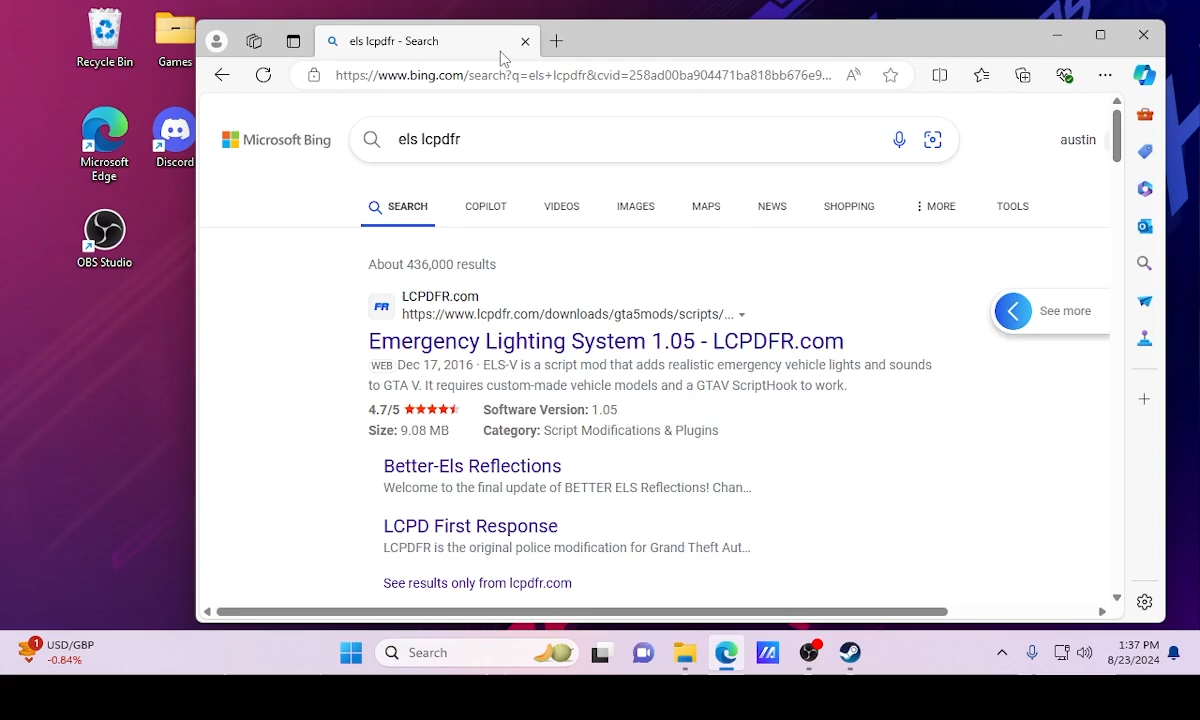 Recycle Bin
Games
Microsoft
Edge
Discord
OBS Studio
els lcpdfr - Search
https://www.bing.com/search?q=els+lcpdfr&cvid=258ad00ba904471ba818bb676e9...
Microsoft Bing
els lcpdfr
austin
SEARCH
COPILOT
VIDEOS
IMAGES
MAPS
NEWS
SHOPPING
MORE
TOOLS
About 436,000 results
FR
LCPDFR.com
https://www.lcpdfr.com/downloads/gta5mods/scripts/...
See more
Emergency Lighting System 1.05 - LCPDFR.com
WEB Dec 17, 2016 · ELS-V is a script mod that adds realistic emergency vehicle lights and sounds
to GTA V. It requires custom-made vehicle models and a GTAV ScriptHook to work.
4.7/5 Software Version: 1.05
Size: 9.08 MB Category: Script Modifications & Plugins
Better-Els Reflections
Welcome to the final update of BETTER ELS Reflections! Chan...
LCPD First Response
LCPDFR is the original police modification for Grand Theft Aut...
See results only from lcpdfr.com
1
USD/GBP
-0.84%
Search
1:37 PM
8/23/2024